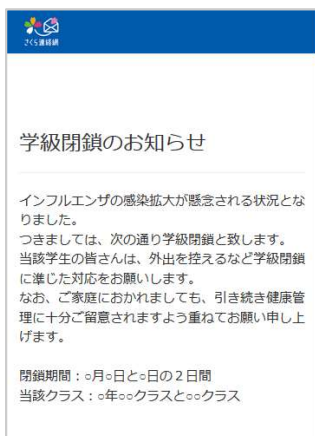 さくら連絡網
学級閉鎖のお知らせ
インフルエンザの感染拡大が懸念される状況とな
りました。
つきましては、次の通り学級閉鎖と致します。
当該学生の皆さんは、外出を控えるなど学級閉鎖
に準じた対応をお願いします。
なお、ご家庭におかれましても、引き続き健康管
理に十分ご留意されますよう重ねてお願い申し上
げます。
閉鎖期間：○月○日と○日の２日間
当該クラス：○年○○クラスと○○クラス